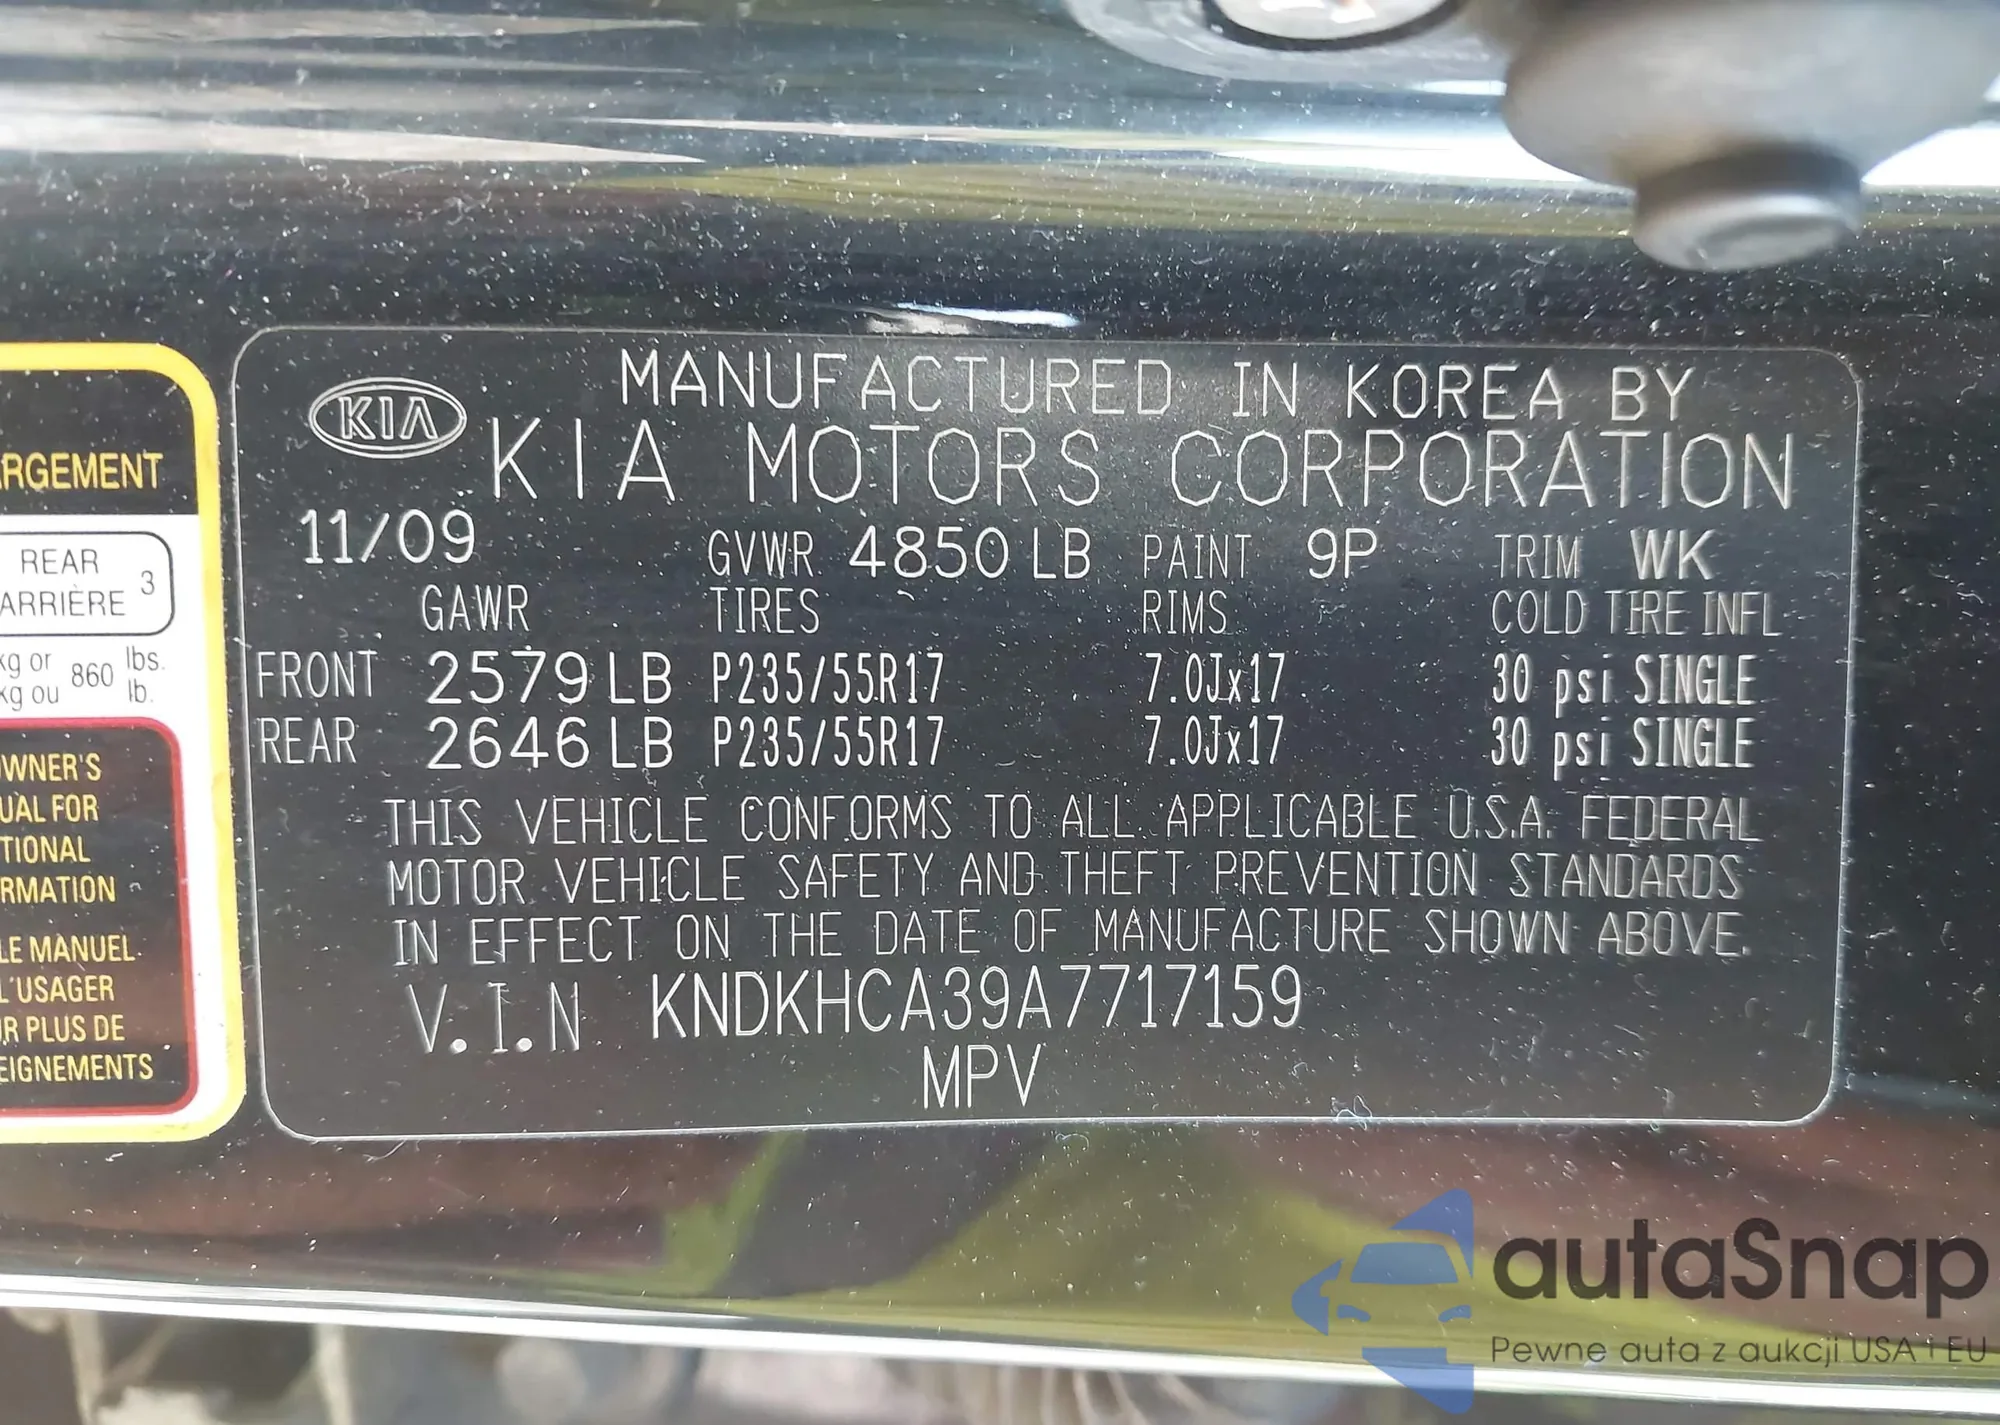 KIA
MANUFACTURED IN KOREA BY
KIA MOTORS CORPORATION
11/09 GVWR 4850 LB PAINT 9P TRIM WK
GAWR TIRES RIMS COLD TIRE INFL
FRONT 2579 LB P235/55R17 7.0Jx17 30 psi SINGLE
REAR 2646 LB P235/55R17 7.0Jx17 30 psi SINGLE
THIS VEHICLE CONFORMS TO ALL APPLICABLE U.S.A. FEDERAL
MOTOR VEHICLE SAFETY AND THEFT PREVENTION STANDARDS
IN EFFECT ON THE DATE OF MANUFACTURE SHOWN ABOVE.
V.I.N KNDKHCA39A7717159
MPV
RGEMENT
REAR
ARRIÈRE 3
kg or 860 lbs.
kg ou lb.
OWNER'S
UAL FOR
TIONAL
RMATION
LE MANUEL
L'USAGER
R PLUS DE
EIGNEMENTS
autaSnap
Pewne auta z aukcji USA i EU